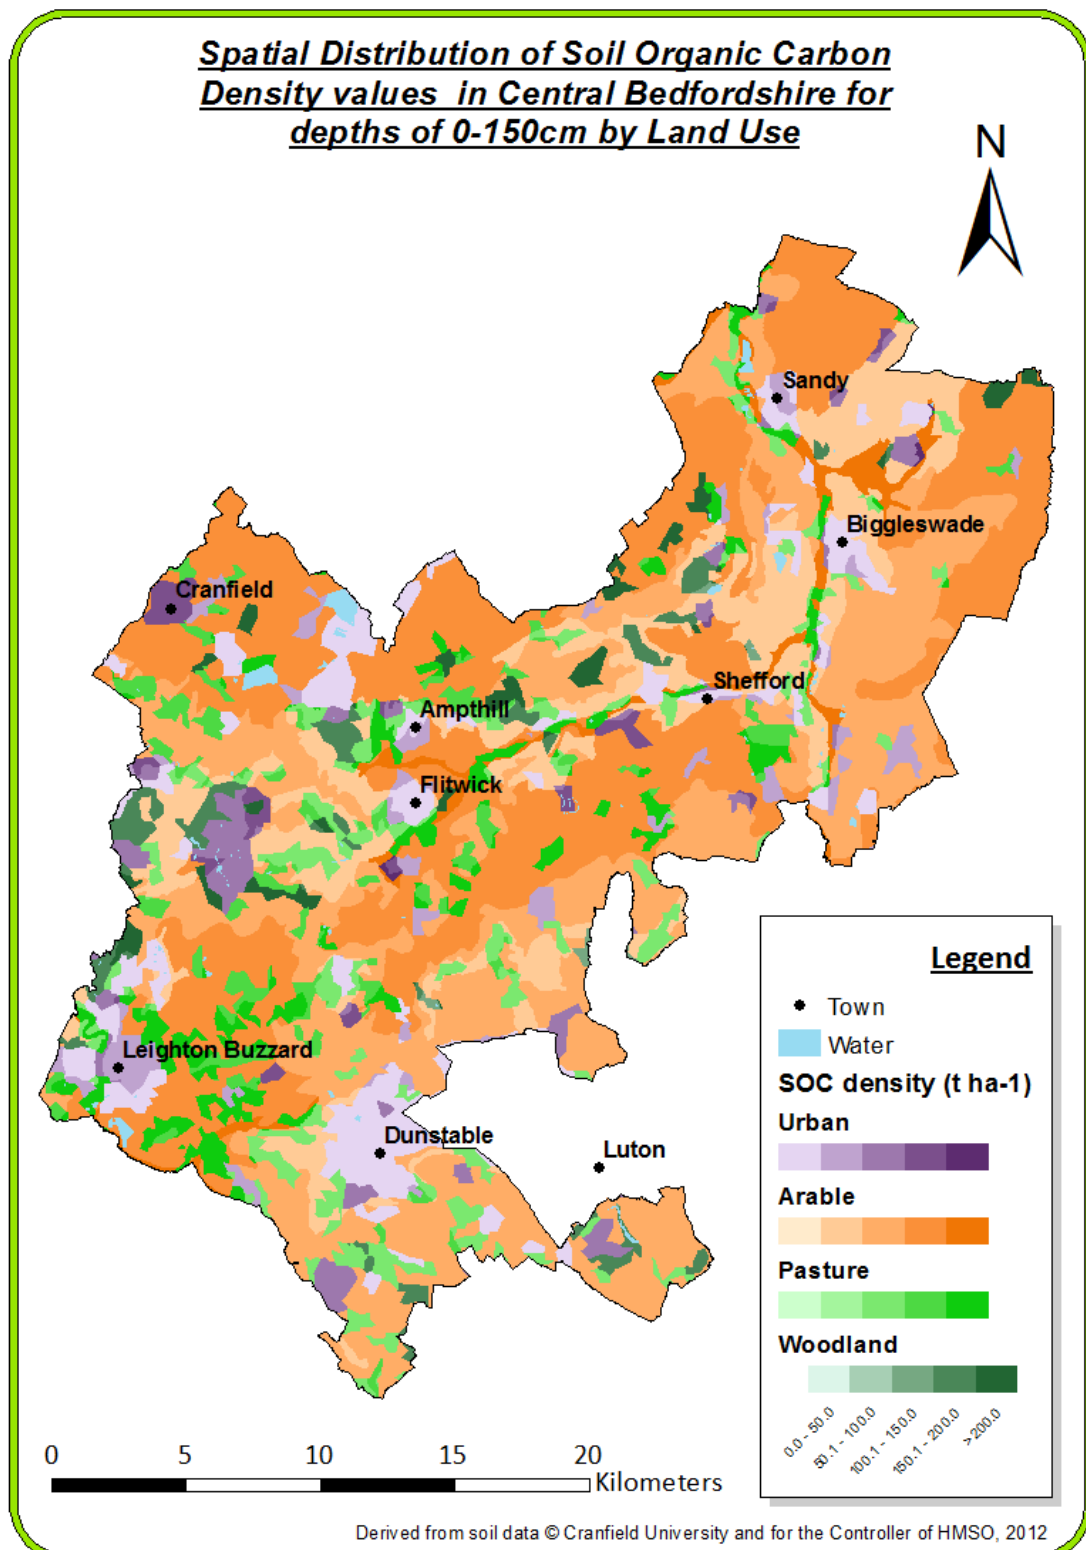 Spatial Distribution of Soil Organic Carbon
Density values in Central Bedfordshire for
depths of 0-150cm by Land Use
N
Sandy
Biggleswade
Cranfield
Shefford
Ampthill
Flitwick
Leighton Buzzard
Dunstable
Luton
Legend
Town
Water
SOC density (t ha-1)
Urban
Arable
Pasture
Woodland
0.0 - 50.0
50.1 - 100.0
100.1 - 150.0
150.1 - 200.0
>200.0
0 5 10 15 20
Kilometers
Derived from soil data © Cranfield University and for the Controller of HMSO, 2012